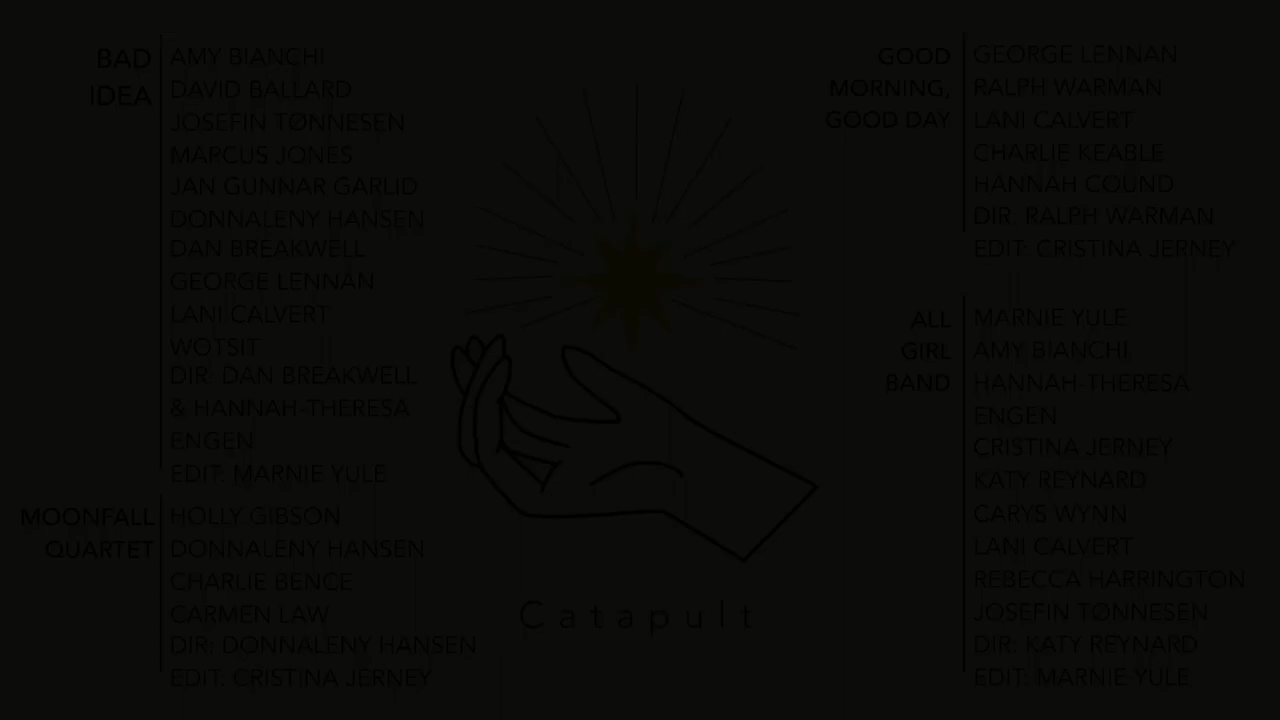 BAD
IDEA
AMY BIANCHI
DAVID BALLARD
JOSEFIN TØNNESEN
MARCUS JONES
JAN GUNNAR GARLID
DONNALENY HANSEN
DAN BREAKWELL
GEORGE LENNAN
LANI CALVERT
WOTSIT
DIR: DAN BREAKWELL
& HANNAH-THERESA
ENGEN
EDIT: MARNIE YULE
MOONFALL
QUARTET
HOLLY GIBSON
DONNALENY HANSEN
CHARLIE BENCE
CARMEN LAW
DIR: DONNALENY HANSEN
EDIT: CRISTINA JERNEY
Catapult
GOOD
MORNING,
GOOD DAY
GEORGE LENNAN
RALPH WARMAN
LANI CALVERT
CHARLIE KEABLE
HANNAH COUND
DIR: RALPH WARMAN
EDIT: CRISTINA JERNEY
ALL
GIRL
BAND
MARNIE YULE
AMY BIANCHI
HANNAH-THERESA
ENGEN
CRISTINA JERNEY
KATY REYNARD
CARYS WYNN
LANI CALVERT
REBECCA HARRINGTON
JOSEFIN TØNNESEN
DIR: KATY REYNARD
EDIT: MARNIE YULE